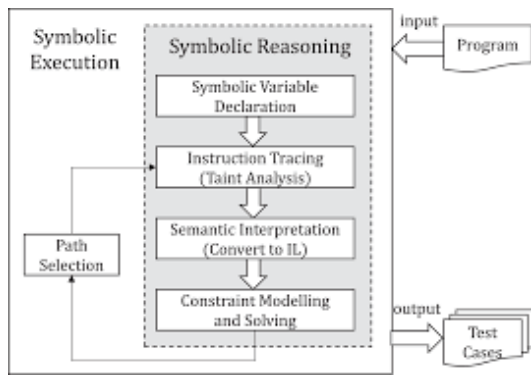 Symbolic
Execution
Symbolic Reasoning
Symbolic Variable
Declaration
Instruction Tracing
(Taint Analysis)
Semantic Interpretation
(Convert to IL)
Constraint Modelling
and Solving
Path
Selection
input
Program
output
Test
Cases